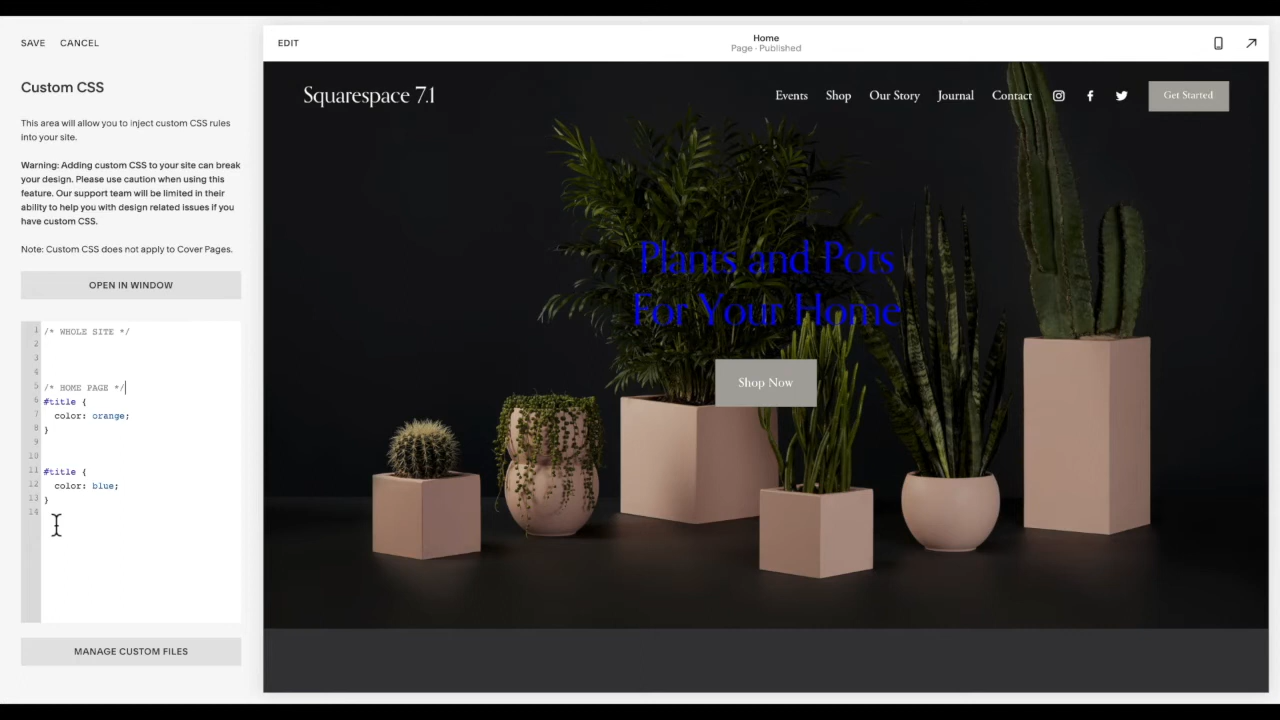 SAVE CANCEL
Custom CSS
This area will allow you to inject custom CSS rules
into your site.
Warning: Adding custom CSS to your site can break
your design. Please use caution when using this
feature. Our support team will be limited in their
ability to help you with design related issues if you
have custom CSS.
Note: Custom CSS does not apply to Cover Pages.
OPEN IN WINDOW
1 /* WHOLE SITE */
2
3
4
5 /* HOME PAGE */
6 #title {
7 color: orange;
8 }
9
10
11 #title {
12 color: blue;
13 }
14
MANAGE CUSTOM FILES
EDIT
Home
Page · Published
Squarespace 7.1
Events Shop Our Story Journal Contact
Get Started
Plants and Pots
For Your Home
Shop Now